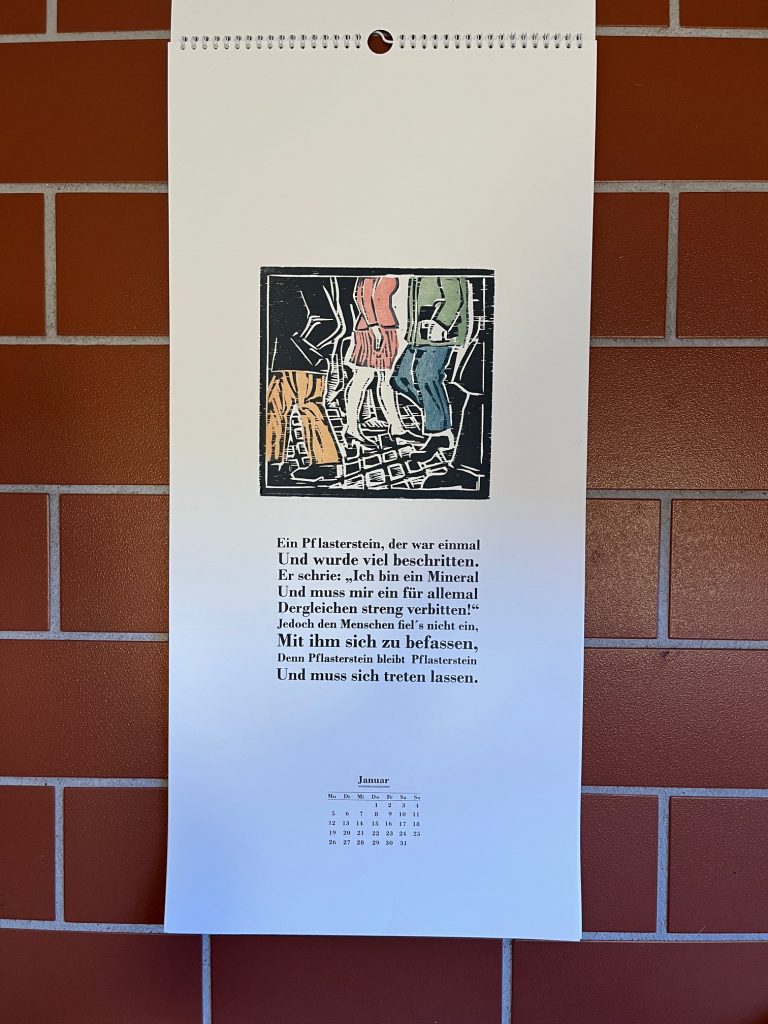 Ein Pflasterstein, der war einmal
Und wurde viel beschritten.
Er schrie: „Ich bin ein Mineral
Und muss mir ein für allemal
Dergleichen streng verbitten!“
Jedoch den Menschen fiel´s nicht ein,
Mit ihm sich zu befassen,
Denn Pflasterstein bleibt Pflasterstein
Und muss sich treten lassen.
Januar
Mo Di Mi Do Fr Sa So
1 2 3 4
5 6 7 8 9 10 11
12 13 14 15 16 17 18
19 20 21 22 23 24 25
26 27 28 29 30 31